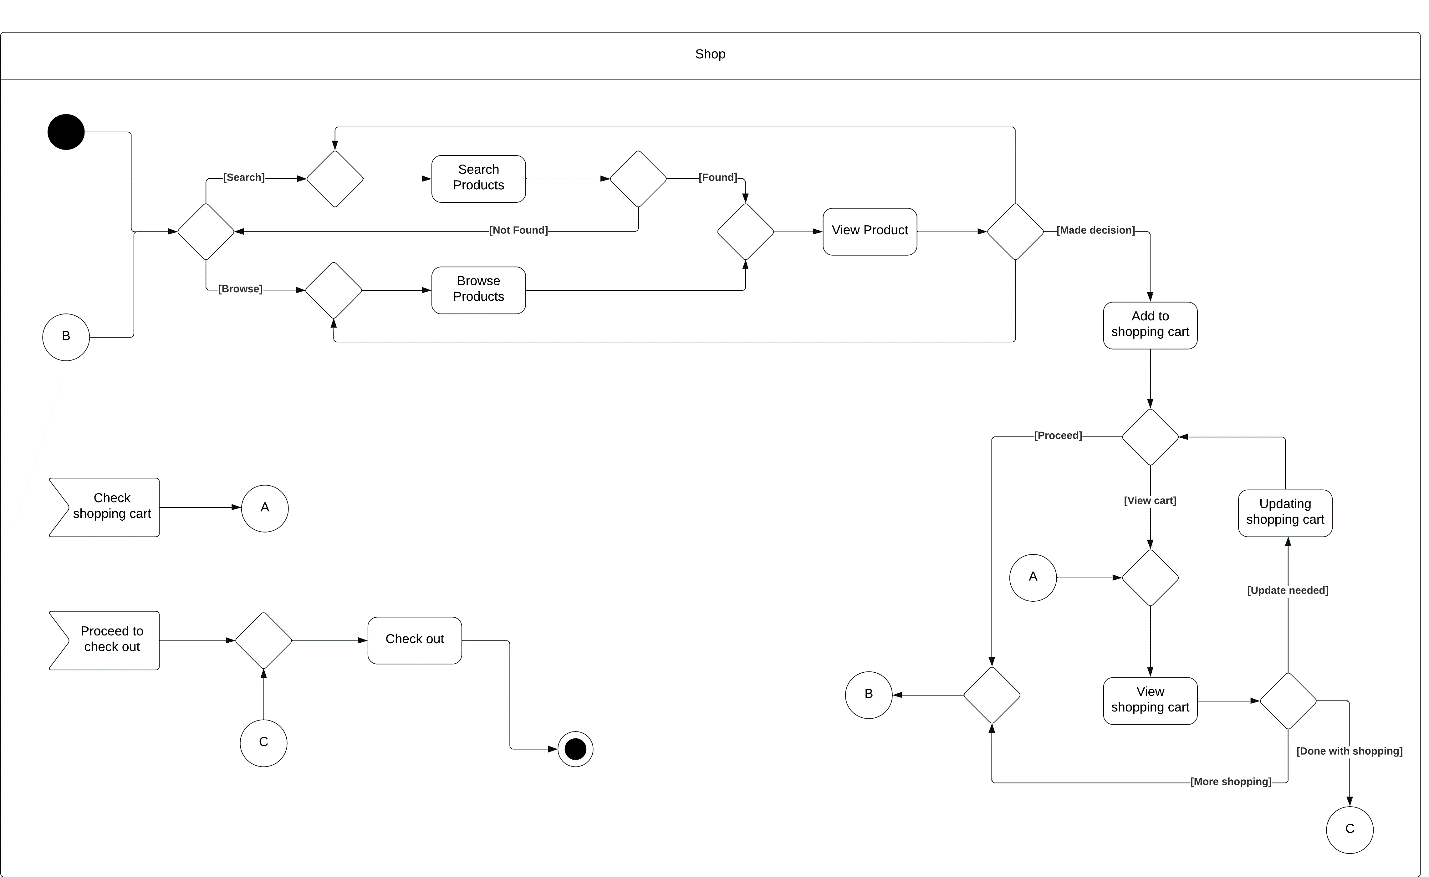 Shop
[Search]
Search
Products
[Found]
[Not Found]
View Product
[Made decision]
[Browse]
Browse
Products
B
Add to
shopping cart
[Proceed]
[View cart]
Updating
shopping cart
Check
shopping cart
A
A
[Update needed]
Proceed to
check out
Check out
B
View
shopping cart
C
[Done with shopping]
[More shopping]
C